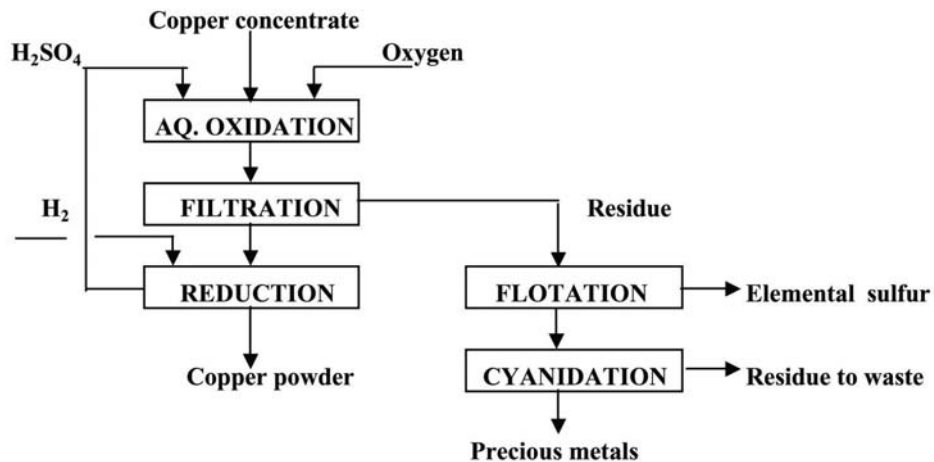 Copper concentrate
H₂SO₄
Oxygen
AQ. OXIDATION
FILTRATION
Residue
H₂
REDUCTION
FLOTATION
Elemental sulfur
Copper powder
CYANIDATION
Residue to waste
Precious metals